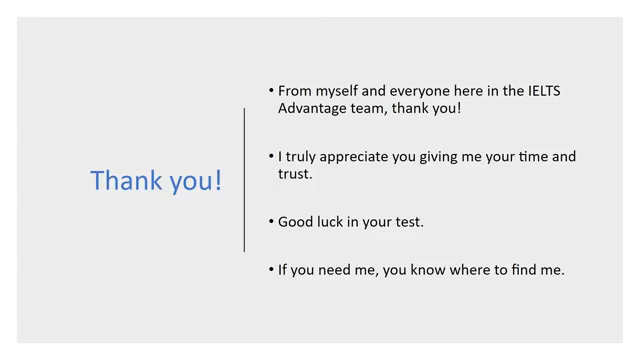 Thank you!
• From myself and everyone here in the IELTS
Advantage team, thank you!
• I truly appreciate you giving me your time and
trust.
• Good luck in your test.
• If you need me, you know where to find me.